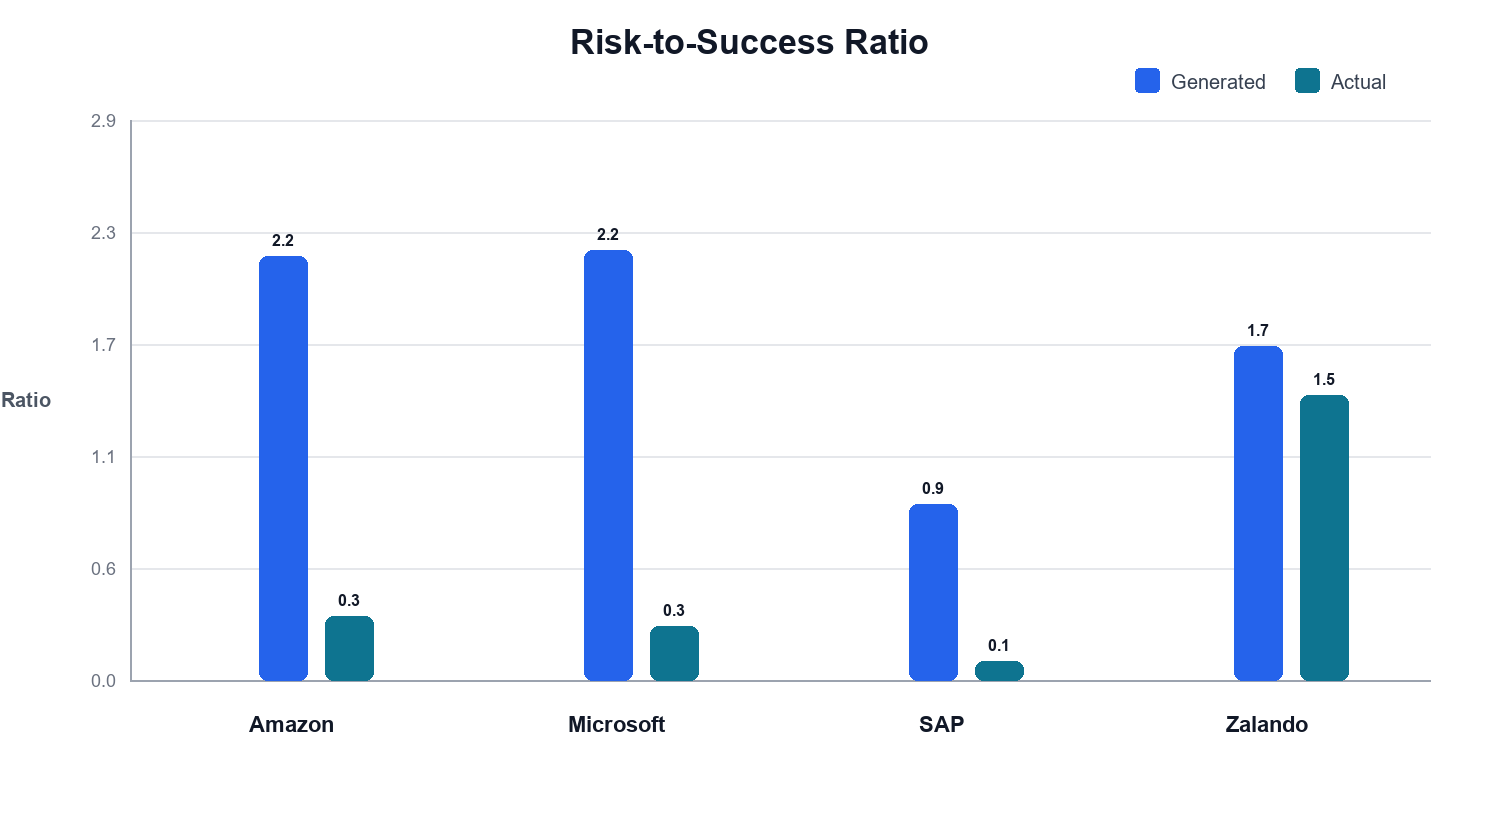 Risk-to-Success Ratio
Generated Actual
2.9
2.3
1.7
1.1
0.6
0.0
Ratio
2.2 0.3 2.2 0.3 0.9 0.1 1.7 1.5
Amazon Microsoft SAP Zalando